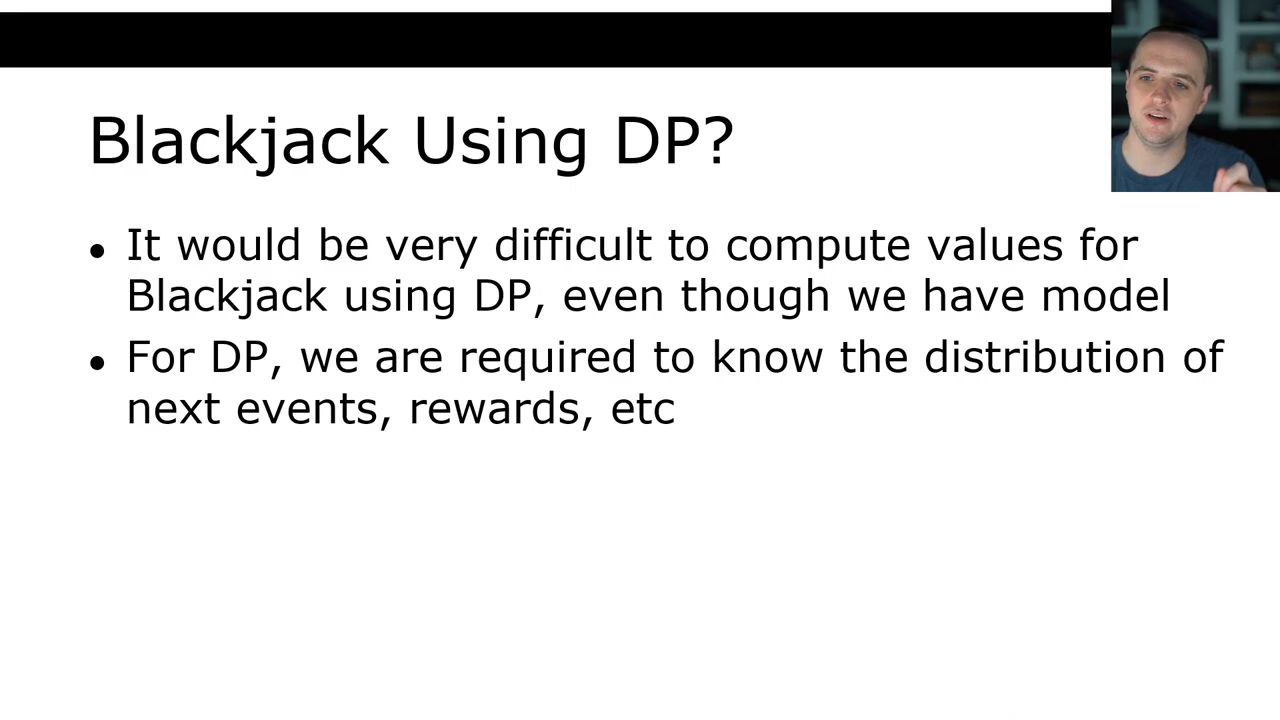 Blackjack Using DP?
• It would be very difficult to compute values for
Blackjack using DP, even though we have model
• For DP, we are required to know the distribution of
next events, rewards, etc